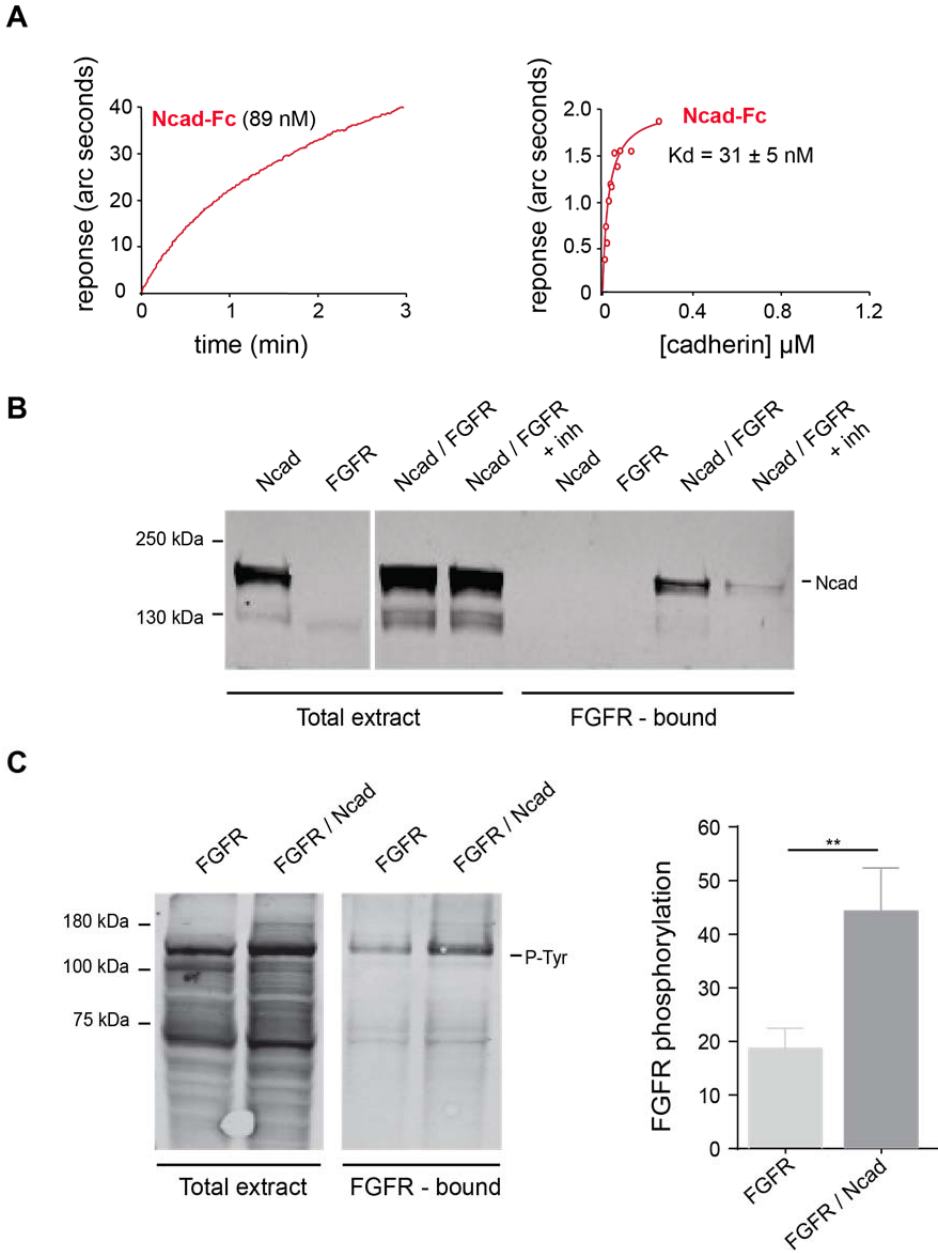 A
reponse (arc seconds)
40
30
20
10
0
Ncad-Fc (89 nM)
0 1 2 3
time (min)
reponse (arc seconds)
2.0
1.5
1.0
0.5
0
Ncad-Fc
Kd = 31 ± 5 nM
0 0.4 0.8 1.2
[cadherin] µM
B
Ncad
FGFR
Ncad / FGFR
Ncad / FGFR
+ inh
Ncad
FGFR
Ncad / FGFR
Ncad / FGFR
+ inh
250 kDa
130 kDa
Ncad
Total extract
FGFR - bound
C
FGFR
FGFR / Ncad
FGFR
FGFR / Ncad
180 kDa
100 kDa
75 kDa
P-Tyr
Total extract
FGFR - bound
FGFR phosphorylation
60
50
40
30
20
10
0
**
FGFR
FGFR / Ncad